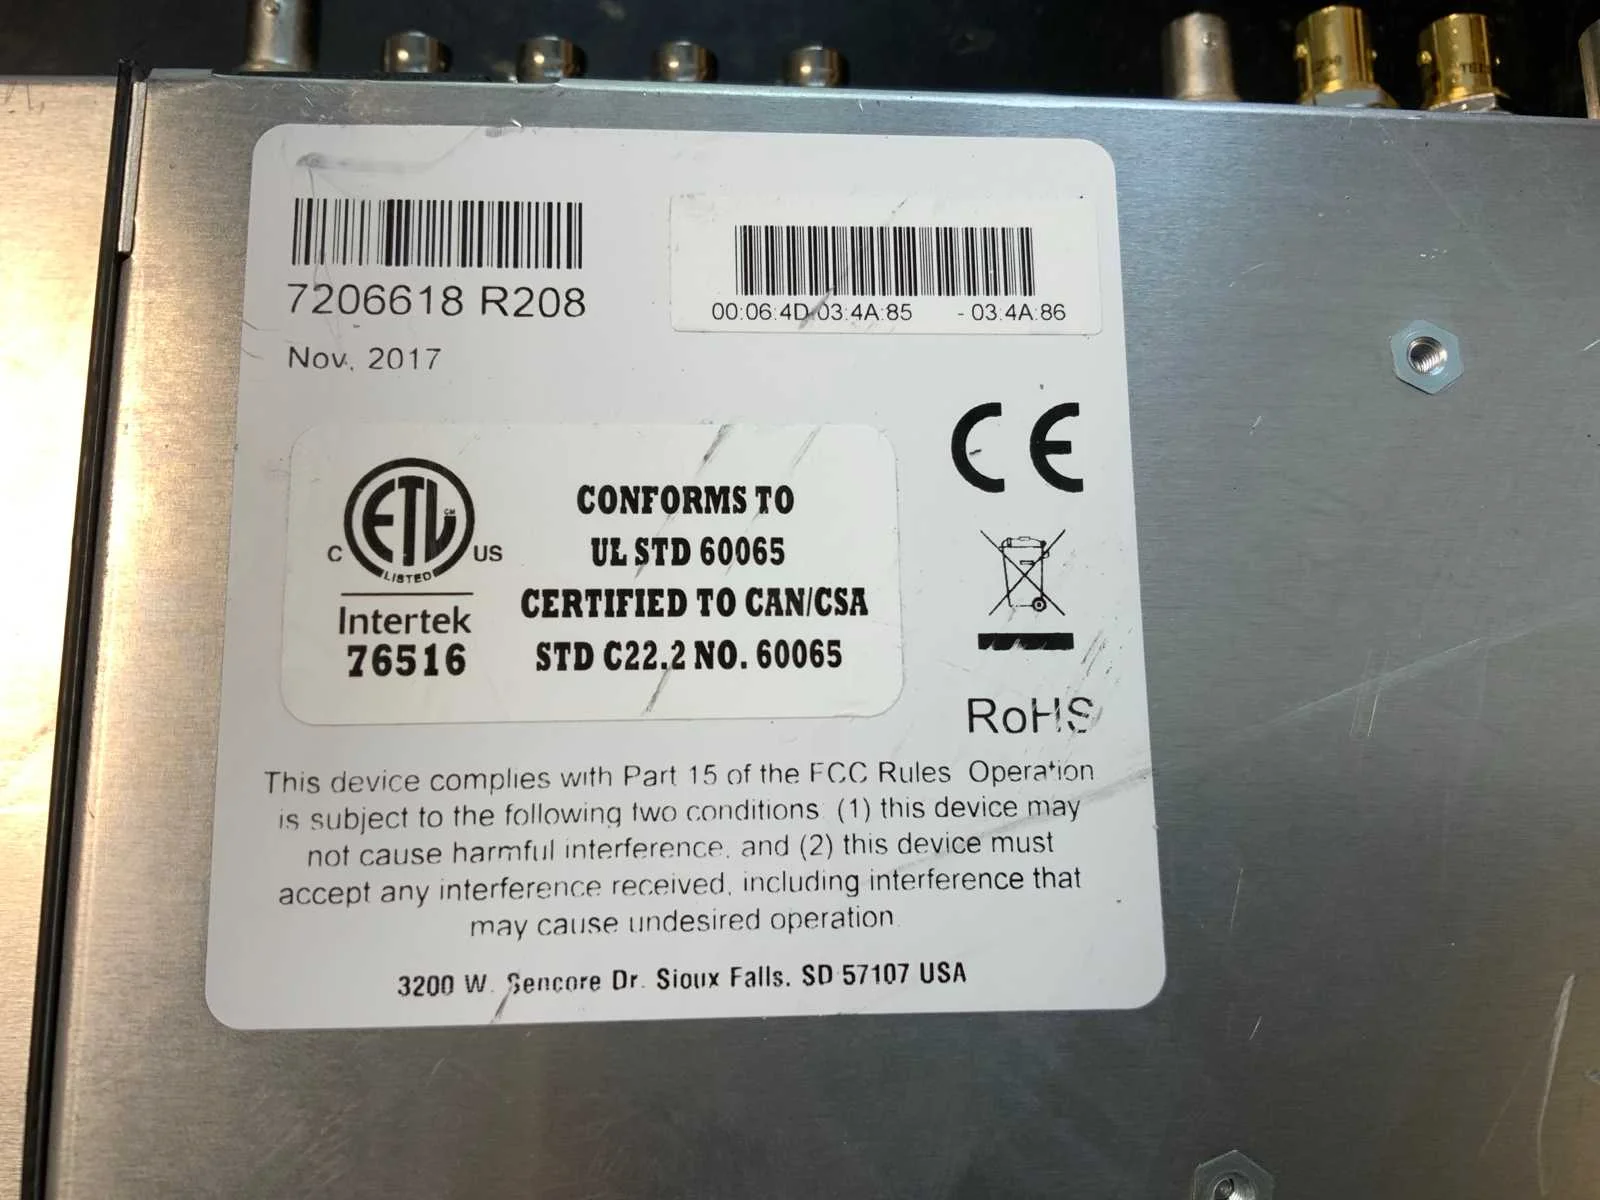 7206618 R208
00:06:4D:03:4A:85 - 03:4A:86
Nov, 2017
CE
ETL CM
C US
LISTED
Intertek
76516
CONFORMS TO
UL STD 60065
CERTIFIED TO CAN/CSA
STD C22.2 NO. 60065
RoHS
This device complies with Part 15 of the FCC Rules Operation
is subject to the following two conditions (1) this device may
not cause harmful interference, and (2) this device must
accept any interference received, including interference that
may cause undesired operation.
3200 W. Sencore Dr. Sioux Falls, SD 57107 USA